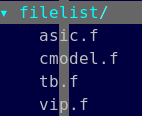 ▾ filelist/
asic.f
cmodel.f
tb.f
vip.f